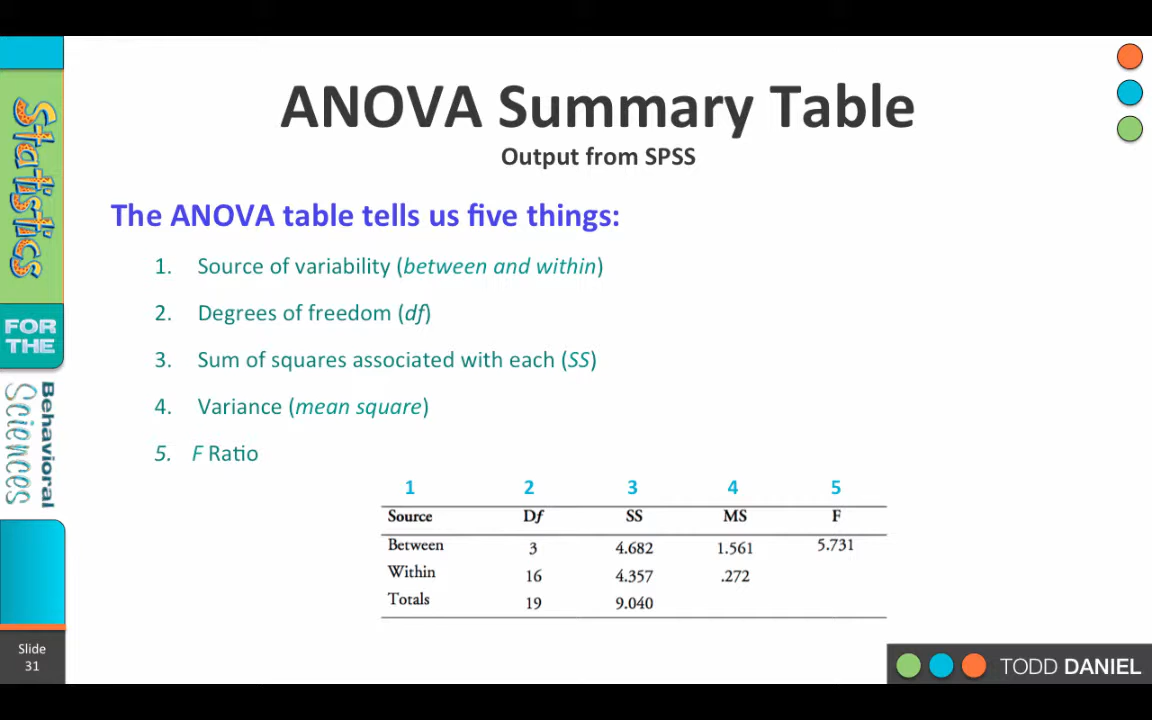 ANOVA Summary Table
Output from SPSS
The ANOVA table tells us five things:
1. Source of variability (between and within)
2. Degrees of freedom (df)
3. Sum of squares associated with each (SS)
4. Variance (mean square)
5. F Ratio
1 2 3 4 5
Source Df SS MS F
Between 3 4.682 1.561 5.731
Within 16 4.357 .272
Totals 19 9.040
Statistics
FOR
THE
Behavioral
Sciences
Slide
31
TODD DANIEL